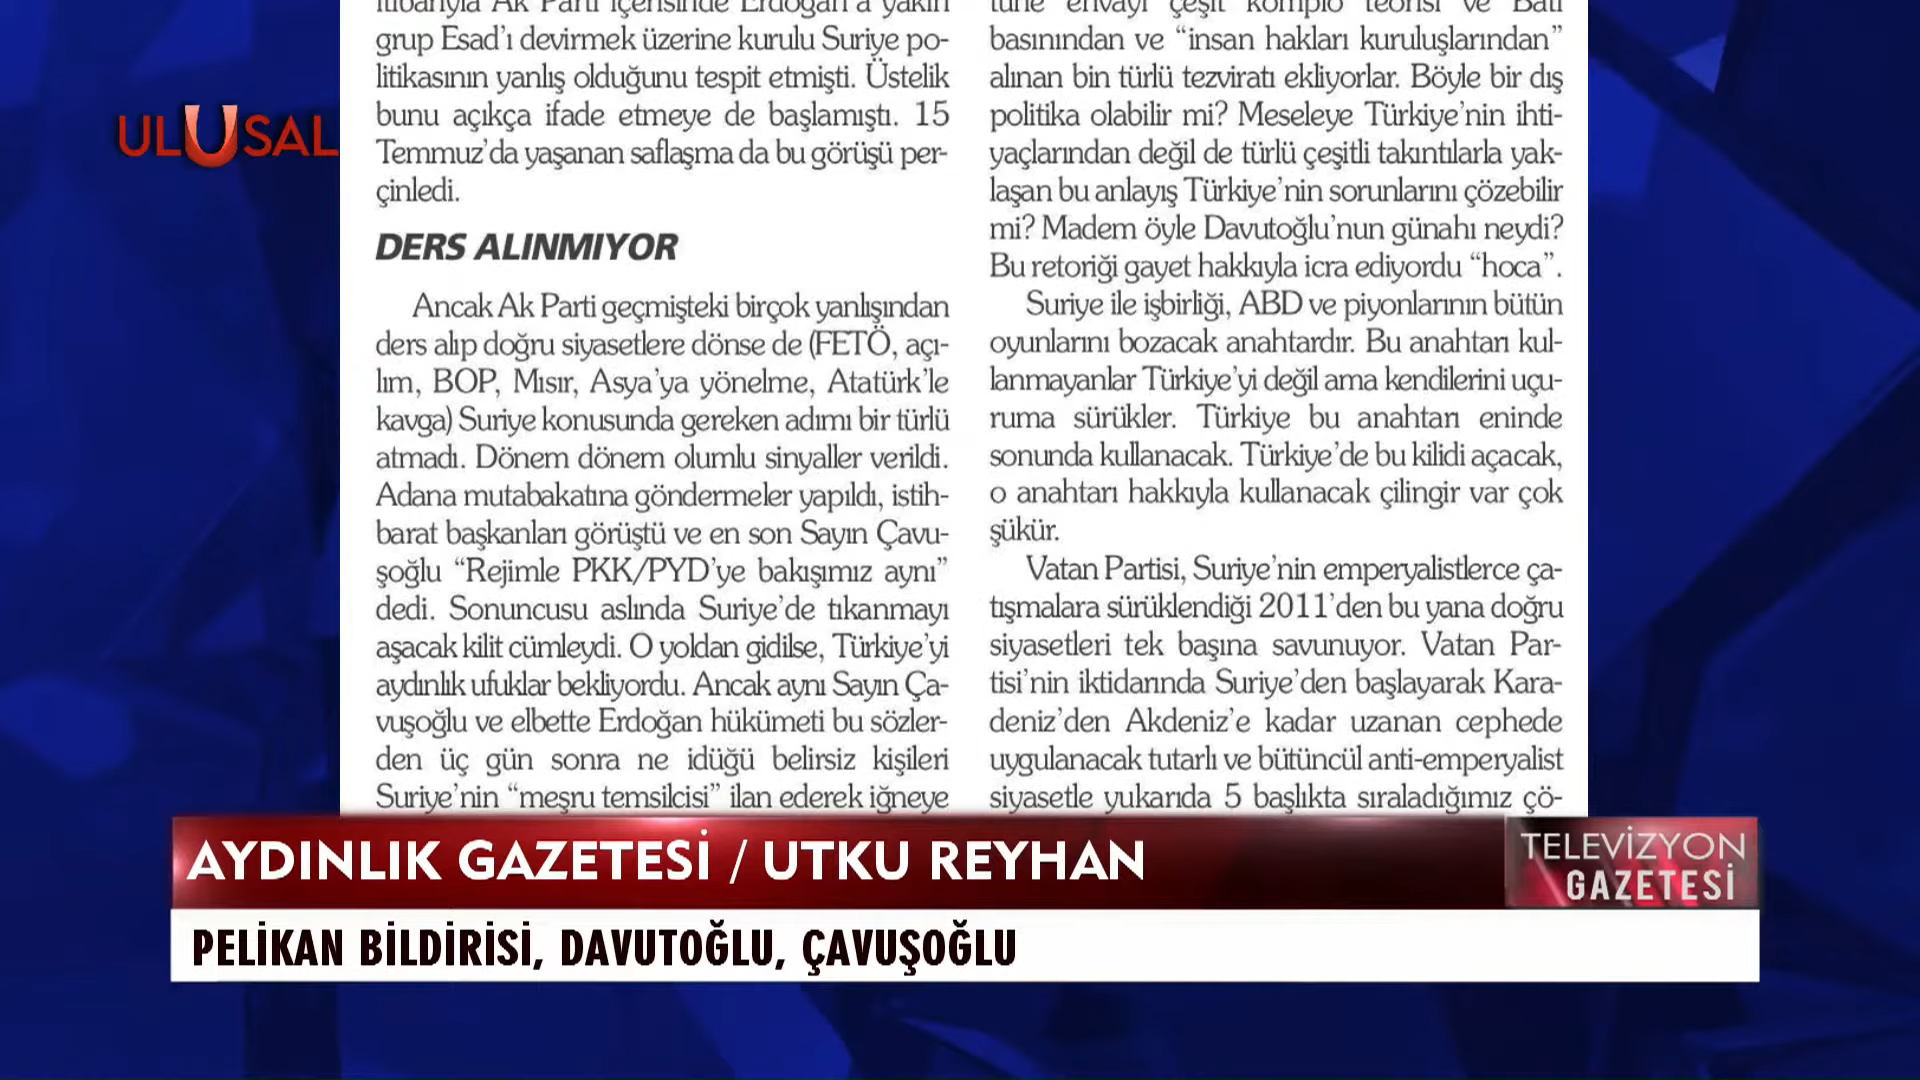 ULUSAL
itibarıyla Ak Parti içerisinde Erdoğan'a yakın
grup Esad'ı devirmek üzerine kurulu Suriye po-
litikasının yanlış olduğunu tespit etmişti. Üstelik
bunu açıkça ifade etmeye de başlamıştı. 15
Temmuz'da yaşanan saflaşma da bu görüşü per-
çinledi.
DERS ALINMIYOR
Ancak Ak Parti geçmişteki birçok yanlışından
ders alıp doğru siyasetlere dönse de (FETÖ, açı-
lım, BOP, Mısır, Asya'ya yönelme, Atatürk'le
kavga) Suriye konusunda gereken adımı bir türlü
atmadı. Dönem dönem olumlu sinyaller verildi.
Adana mutabakatına göndermeler yapıldı, istih-
barat başkanları görüştü ve en son Sayın Çavu-
şoğlu “Rejimle PKK/PYD'ye bakışımız aynı”
dedi. Sonuncusu aslında Suriye'de tıkanmayı
aşacak kilit cümleydi. O yoldan gidilse, Türkiye'yi
aydınlık ufuklar bekliyordu. Ancak aynı Sayın Ça-
vuşoğlu ve elbette Erdoğan hükümeti bu sözler-
den üç gün sonra ne idüğü belirsiz kişileri
Suriye'nin “meşru temsilcisi” ilan ederek iğneye
tüne envayi çeşit komplo teorisi ve Batı
basınından ve “insan hakları kuruluşlarından”
alınan bin türlü tezviratı ekliyorlar. Böyle bir dış
politika olabilir mi? Meseleye Türkiye'nin ihti-
yaçlarından değil de türlü çeşitli takıntılarla yak-
laşan bu anlayış Türkiye'nin sorunlarını çözebilir
mi? Madem öyle Davutoğlu'nun günahı neydi?
Bu retoriği gayet hakkıyla icra ediyordu “hoca”.
Suriye ile işbirliği, ABD ve piyonlarının bütün
oyunlarını bozacak anahtardır. Bu anahtarı kul-
lanmayanlar Türkiye'yi değil ama kendilerini uçu-
ruma sürükler. Türkiye bu anahtarı eninde
sonunda kullanacak. Türkiye'de bu kilidi açacak,
o anahtarı hakkıyla kullanacak çilingir var çok
şükür.
Vatan Partisi, Suriye'nin emperyalistlerce ça-
tışmalara sürüklendiği 2011'den bu yana doğru
siyasetleri tek başına savunuyor. Vatan Par-
tisi'nin iktidarında Suriye'den başlayarak Kara-
deniz'den Akdeniz'e kadar uzanan cephede
uygulanacak tutarlı ve bütüncül anti-emperyalist
siyasetle yukarıda 5 başlıkta sıraladığımız çö-
AYDINLIK GAZETESİ / UTKU REYHAN
TELEVİZYON
GAZETESİ
PELİKAN BİLDİRİSİ, DAVUTOĞLU, ÇAVUŞOĞLU